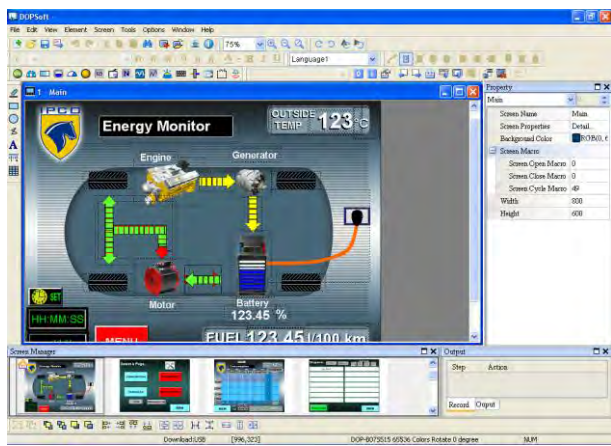 DOPSoft
File Edit View Element Screen Tools Options Window Help
75%
Language1
1 - Main
IPCO
Energy Monitor
OUTSIDE TEMP 123 °C
Engine
Generator
SET
HH:MM:SS
Motor
Battery
123.45 %
MENU
FUEL 123.45 l/100 km
Property
Main
Screen Name Main
Screen Properties Detail...
Background Color RGB(0, 6
Screen Macro
Screen Open Macro 0
Screen Close Macro 0
Screen Cycle Macro 49
Width 800
Height 600
Screen Manager
Output
Step Action
Record Output
Download:USB [996,323] DOP-B07S515 65536 Colors Rotate 0 degree NUM